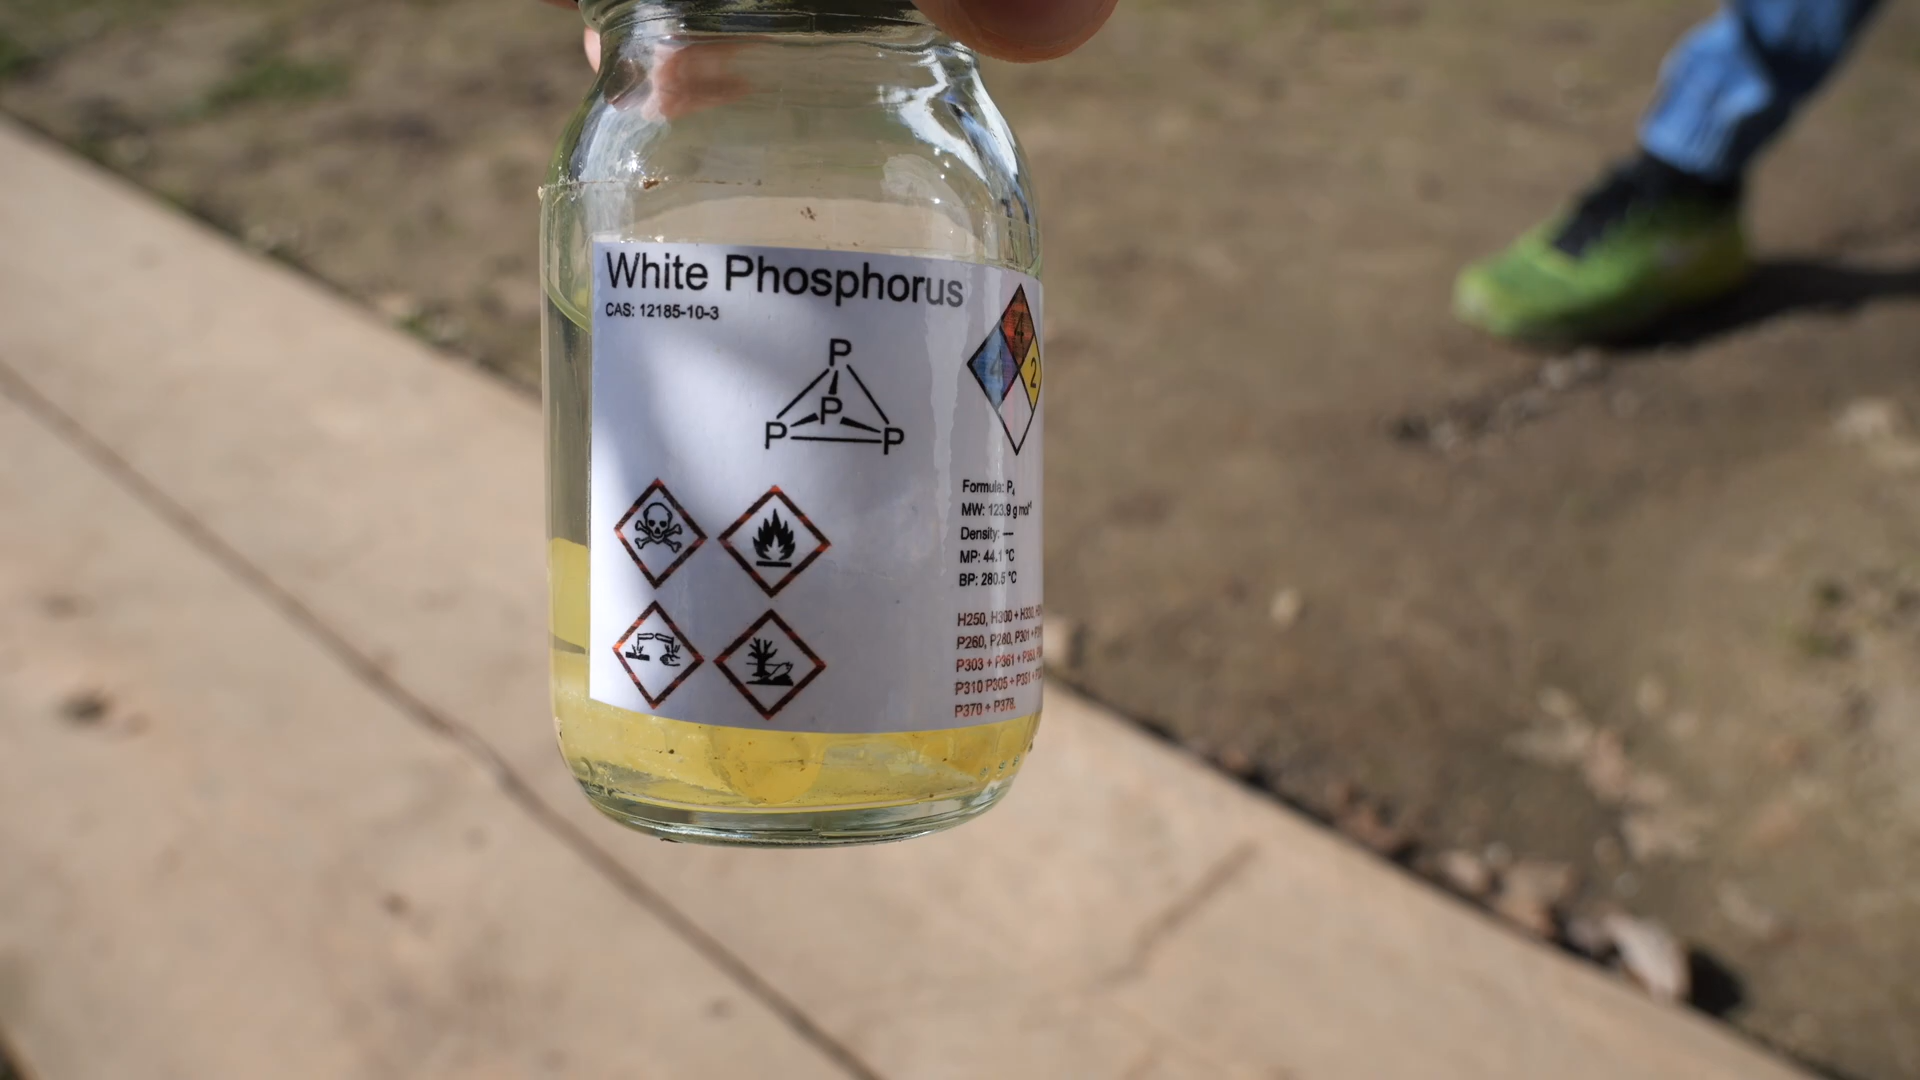 White Phosphorus
CAS: 12185-10-3
P
P
P P
4
4 2
Formula: P₄
MW: 123.9 g mol⁻¹
Density: —
MP: 44.1 °C
BP: 280.5 °C
H250, H300 + H330,
P260, P280, P301 +
P303 + P361 + P353,
P310 P305 + P351 +
P370 + P378.